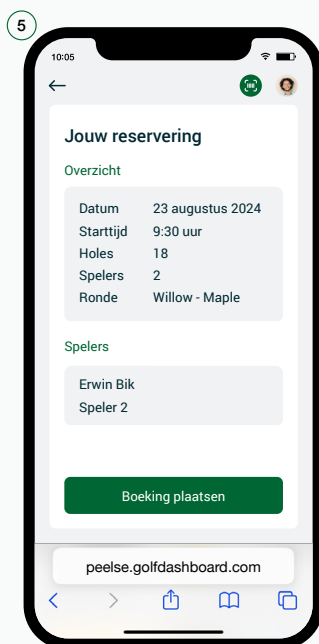 5
10:05
Jouw reservering
Overzicht
Datum 23 augustus 2024
Starttijd 9:30 uur
Holes 18
Spelers 2
Ronde Willow - Maple
Spelers
Erwin Bik
Speler 2
Boeking plaatsen
peelse.golfdashboard.com